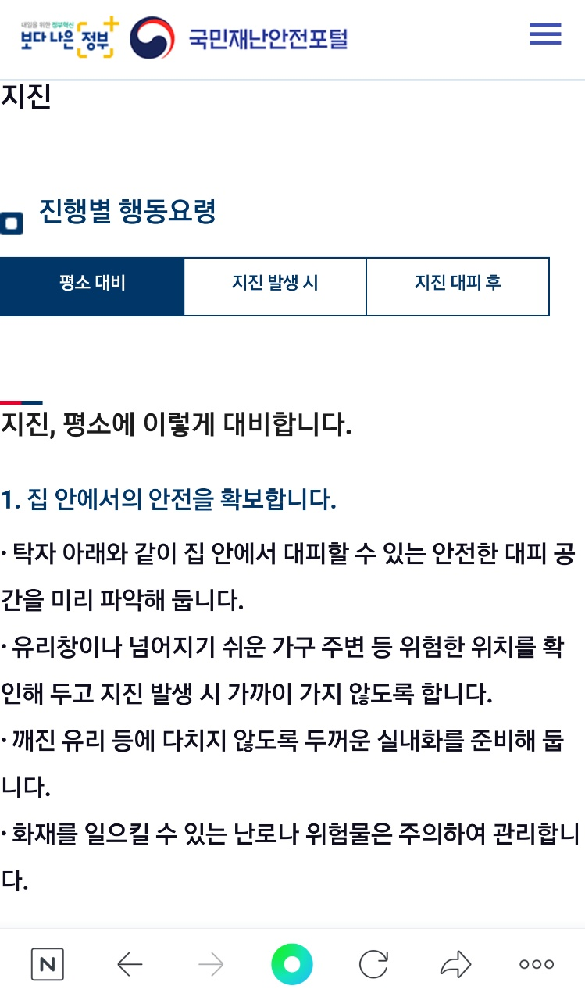 내일을 위한 정부혁신
보다 나은 정부
국민재난안전포털
지진
진행별 행동요령
평소 대비
지진 발생 시
지진 대피 후
지진, 평소에 이렇게 대비합니다.
1. 집 안에서의 안전을 확보합니다.
· 탁자 아래와 같이 집 안에서 대피할 수 있는 안전한 대피 공
간을 미리 파악해 둡니다.
· 유리창이나 넘어지기 쉬운 가구 주변 등 위험한 위치를 확
인해 두고 지진 발생 시 가까이 가지 않도록 합니다.
· 깨진 유리 등에 다치지 않도록 두꺼운 실내화를 준비해 둡
니다.
· 화재를 일으킬 수 있는 난로나 위험물은 주의하여 관리합니
다.
N